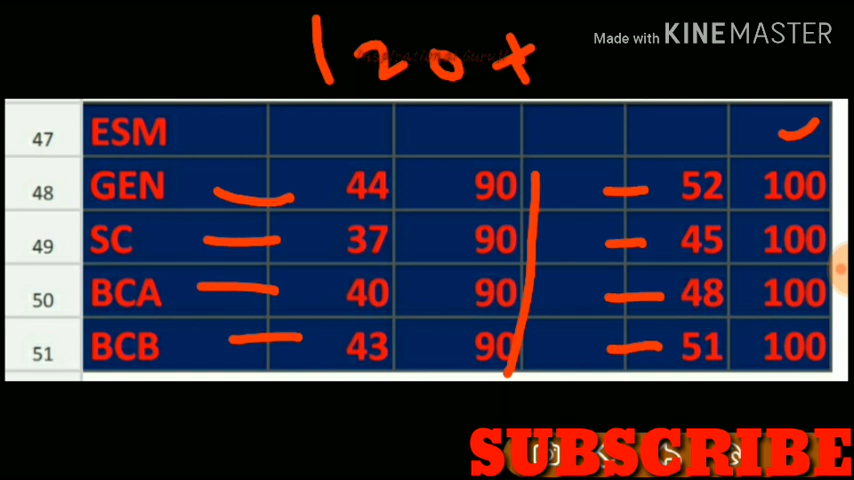 Made with KINEMASTER
120+
47 ESM
48 GEN 44 90 52 100
49 SC 37 90 45 100
50 BCA 40 90 48 100
51 BCB 43 90 51 100
SUBSCRIBE